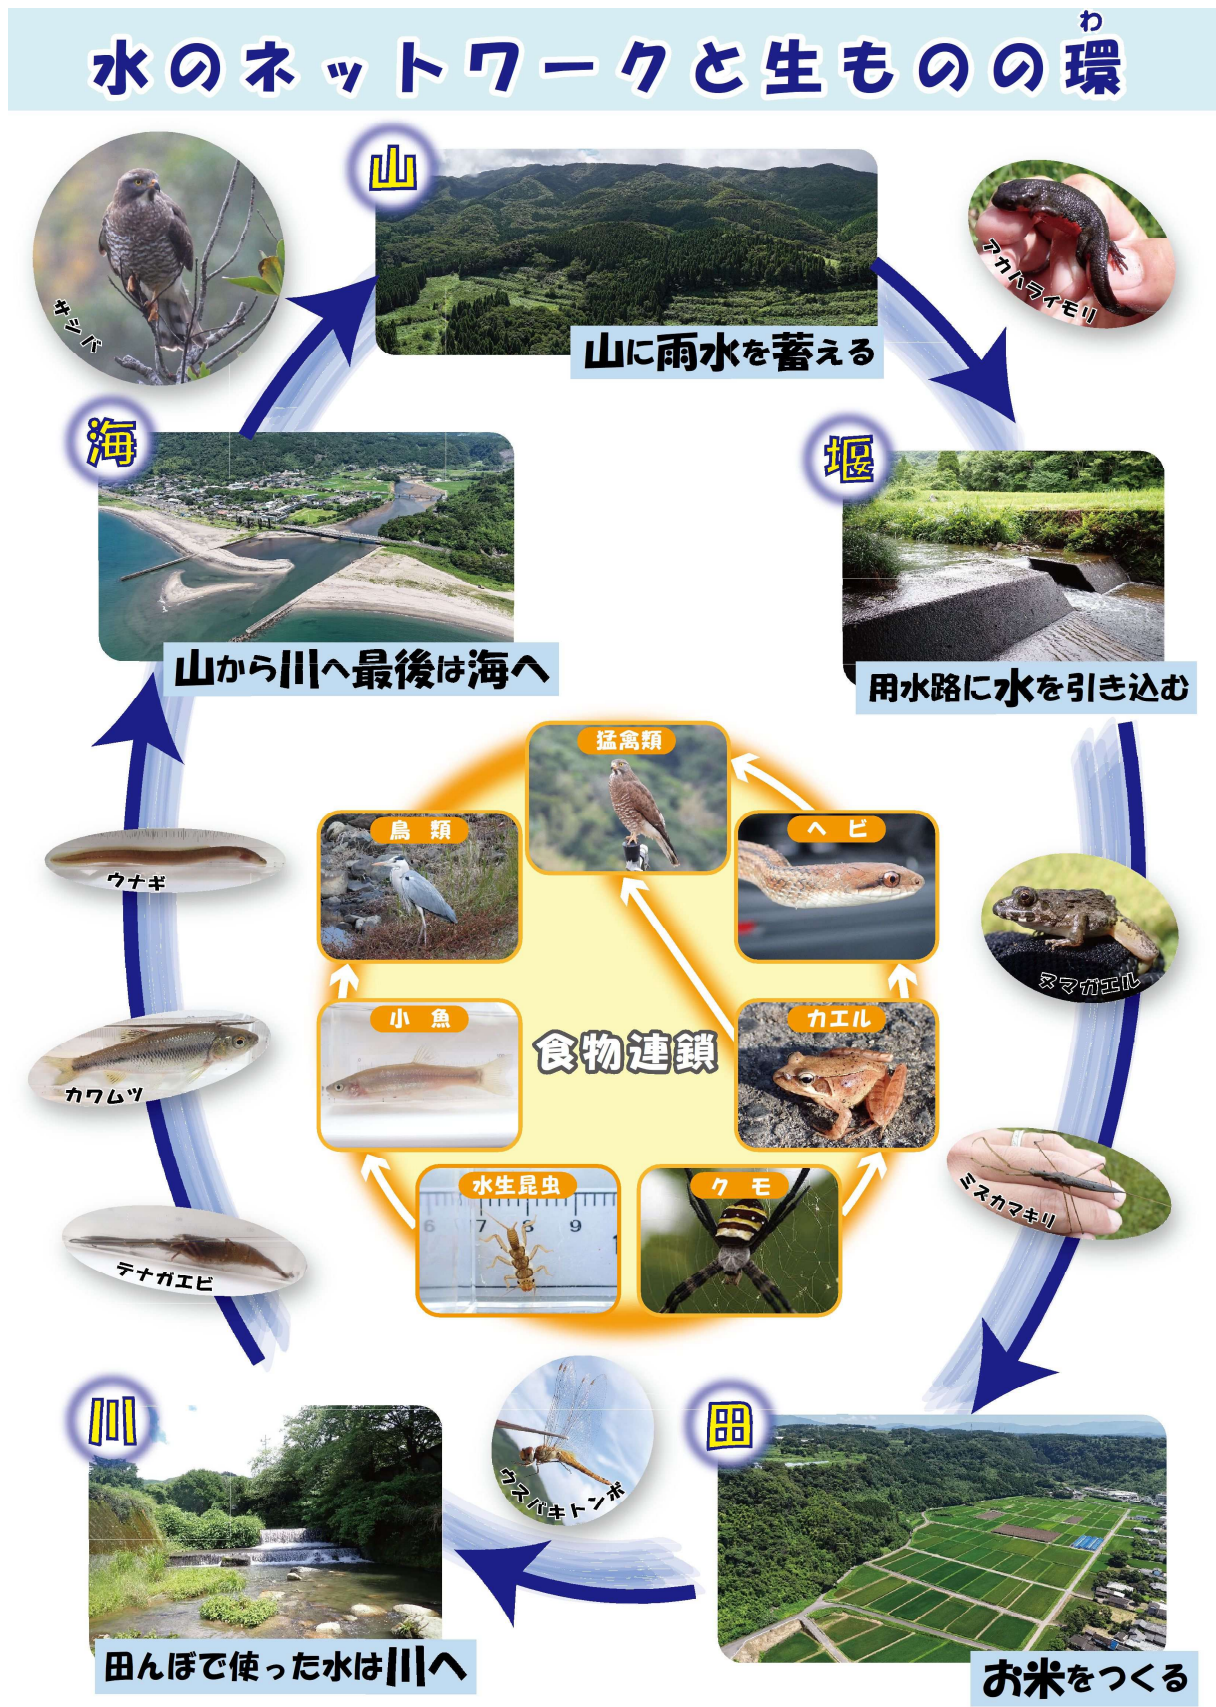 わ
水のネットワークと生ものの環
山
サシバ
アカハライモリ
山に雨水を蓄える
海
堰
山から川へ最後は海へ
用水路に水を引き込む
猛禽類
鳥類
ヘビ
ウナギ
ヌマガエル
小魚
食物連鎖
カエル
カワムツ
水生昆虫
クモ
ミズカマキリ
6 7 8 9
テナガエビ
川
ウスバキトンボ
田
田んぼで使った水は川へ
お米をつくる